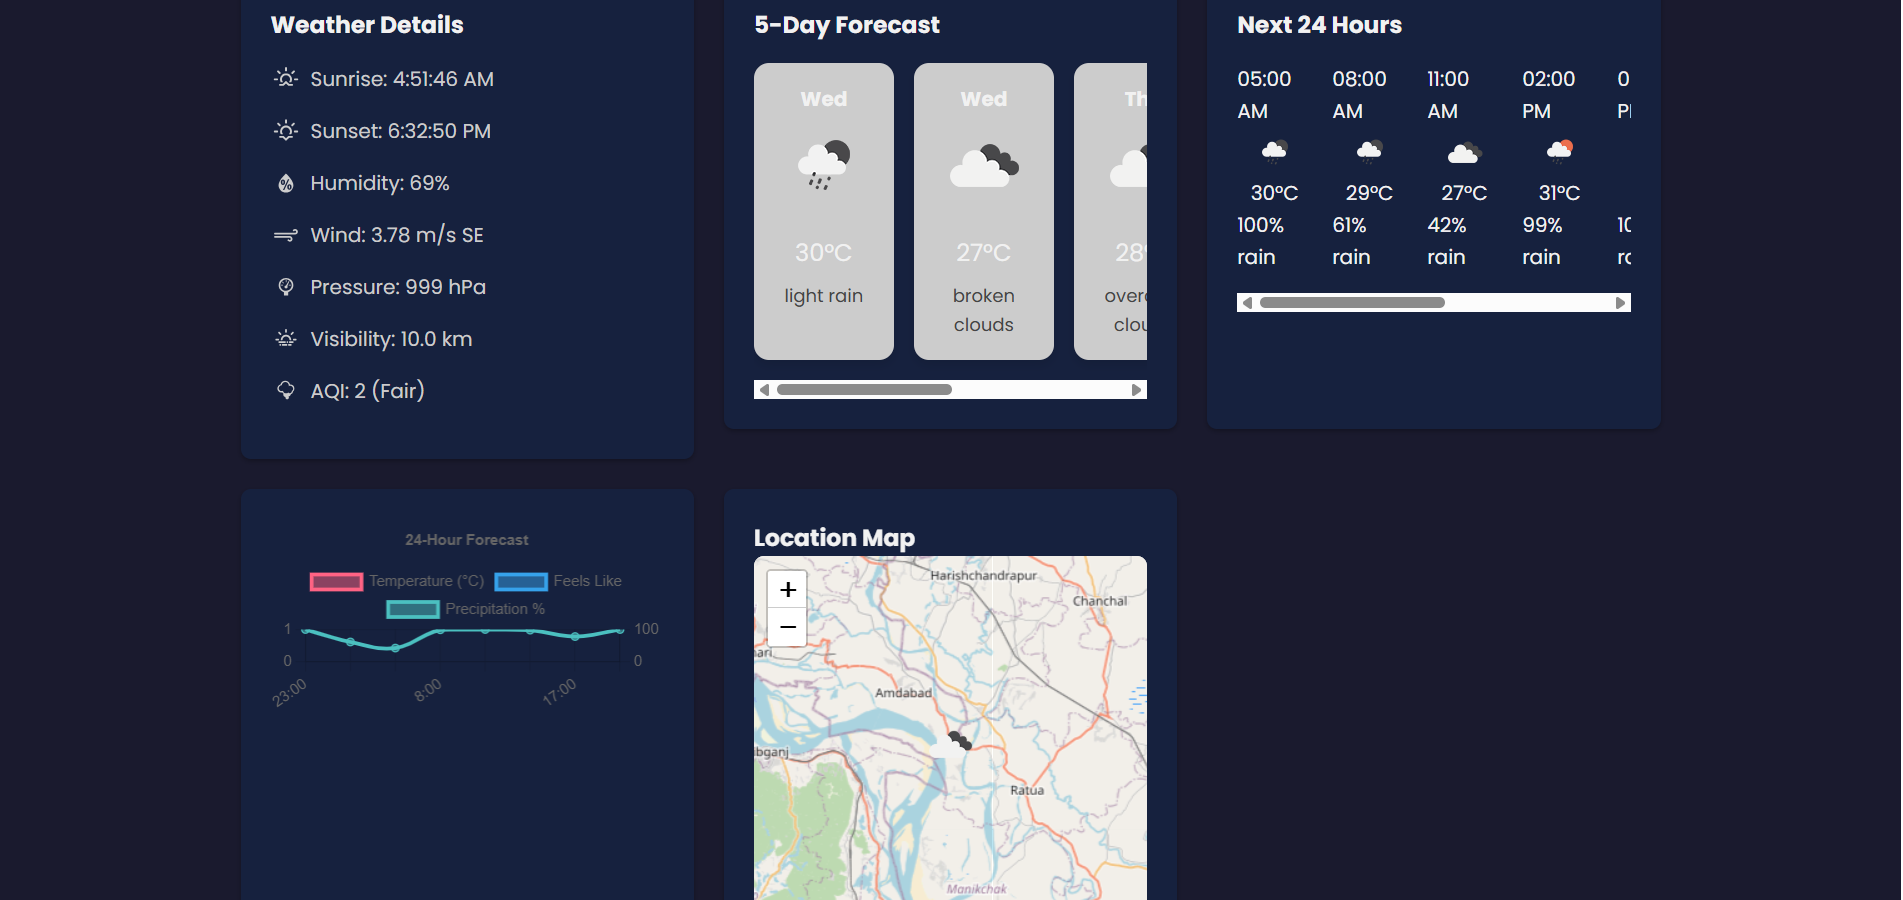 Weather Details
Sunrise: 4:51:46 AM
Sunset: 6:32:50 PM
Humidity: 69%
Wind: 3.78 m/s SE
Pressure: 999 hPa
Visibility: 10.0 km
AQI: 2 (Fair)
5-Day Forecast
Wed
30°C
light rain
Wed
27°C
broken
clouds
Th
28°
over
clou
Next 24 Hours
05:00
AM
30°C
100%
rain
08:00
AM
29°C
61%
rain
11:00
AM
27°C
42%
rain
02:00
PM
31°C
99%
rain
0
10
24-Hour Forecast
Temperature (°C) Feels Like
Precipitation %
1 100
0 0
23:00 8:00 17:00
Location Map
+
−
Harishchandrapur
Chanchal
ari
Amdabad
bganj
Ratua
Manikchak